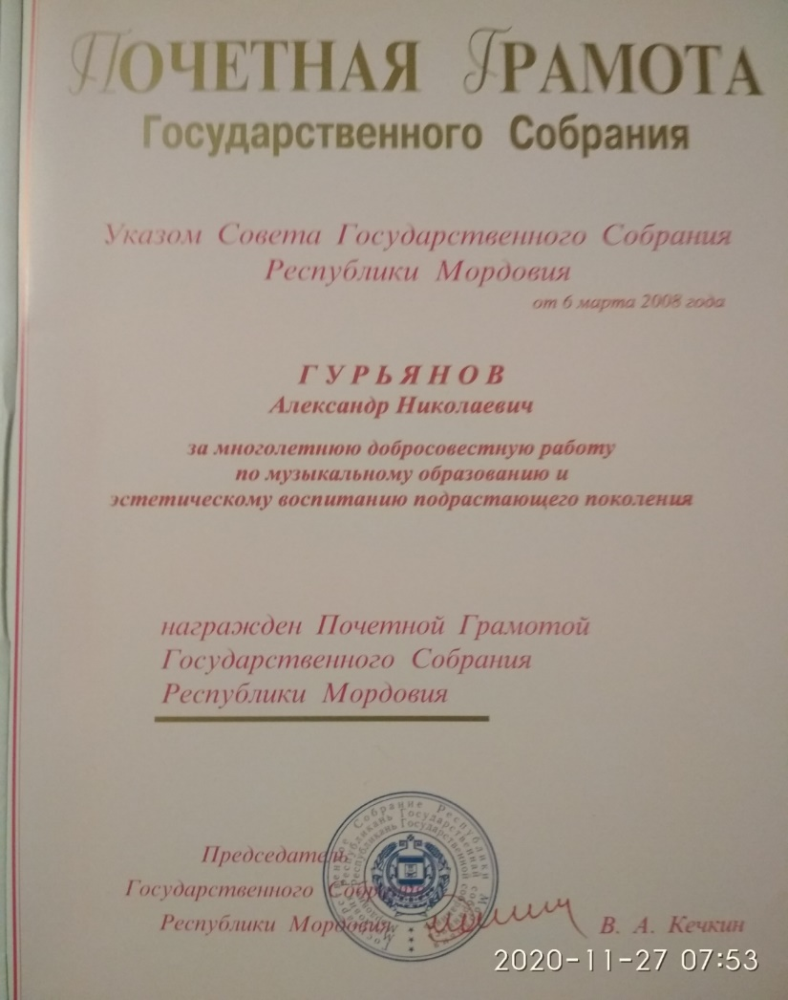 Почетная Грамота
Государственного Собрания
Указом Совета Государственного Собрания
Республики Мордовия
от 6 марта 2008 года
ГУРЬЯНОВ
Александр Николаевич
за многолетнюю добросовестную работу
по музыкальному образованию и
эстетическому воспитанию подрастающего поколения
награжден Почетной Грамотой
Государственного Собрания
Республики Мордовия
Председатель
Государственного Собрания
Республики Мордовия
В. А. Кечкин
2020-11-27 07:53